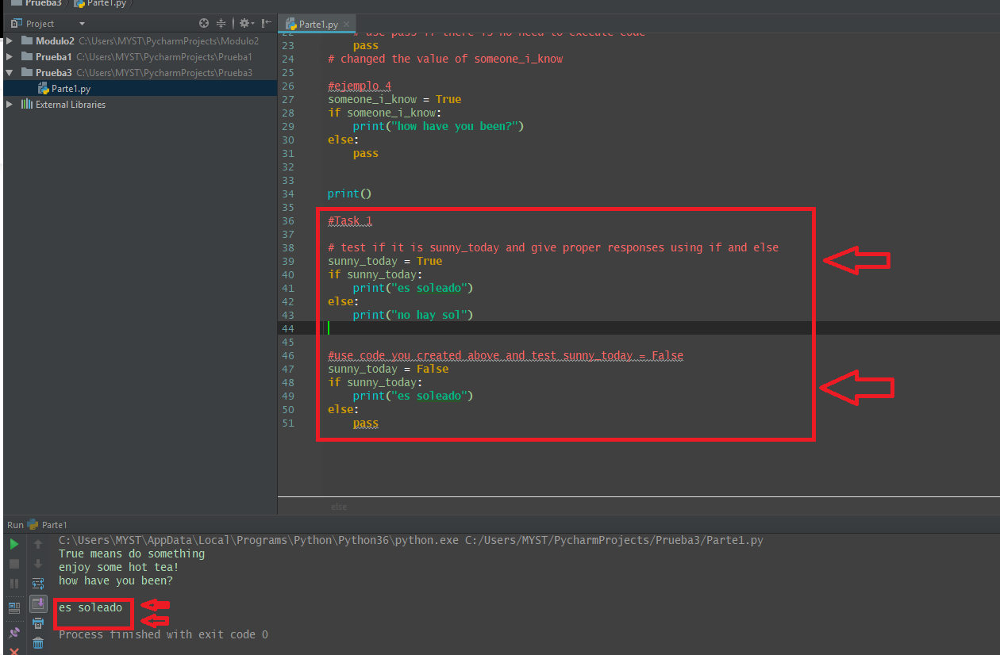 Prueba3 Parte1.py
Project Parte1.py
Modulo2 C:\Users\MYST\PycharmProjects\Modulo2
Prueba1 C:\Users\MYST\PycharmProjects\Prueba1
Prueba3 C:\Users\MYST\PycharmProjects\Prueba3
Parte1.py
External Libraries
22 # use pass if there is no need to execute code
23 pass
24 # changed the value of someone_i_know
25
26 #ejemplo 4
27 someone_i_know = True
28 if someone_i_know:
29 print("how have you been?")
30 else:
31 pass
32
33
34 print()
35
36 #Task 1
37
38 # test if it is sunny_today and give proper responses using if and else
39 sunny_today = True
40 if sunny_today:
41 print("es soleado")
42 else:
43 print("no hay sol")
44
45
46 #use code you created above and test sunny_today = False
47 sunny_today = False
48 if sunny_today:
49 print("es soleado")
50 else:
51 pass
else
Run Parte1
C:\Users\MYST\AppData\Local\Programs\Python\Python36\python.exe C:/Users/MYST/PycharmProjects/Prueba3/Parte1.py
True means do something
enjoy some hot tea!
how have you been?
es soleado
Process finished with exit code 0